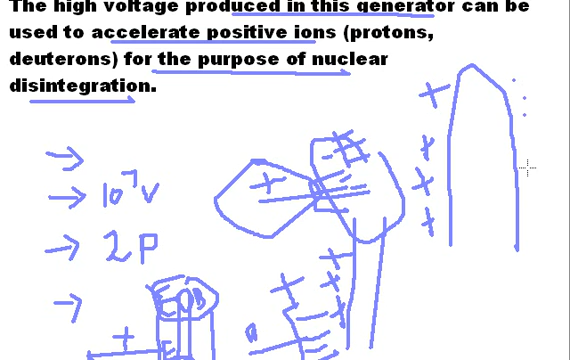 The high voltage produced in this generator can be
used to accelerate positive ions (protons,
deuterons) for the purpose of nuclear
disintegration.
→
→ 10⁷V
→ 2P
→